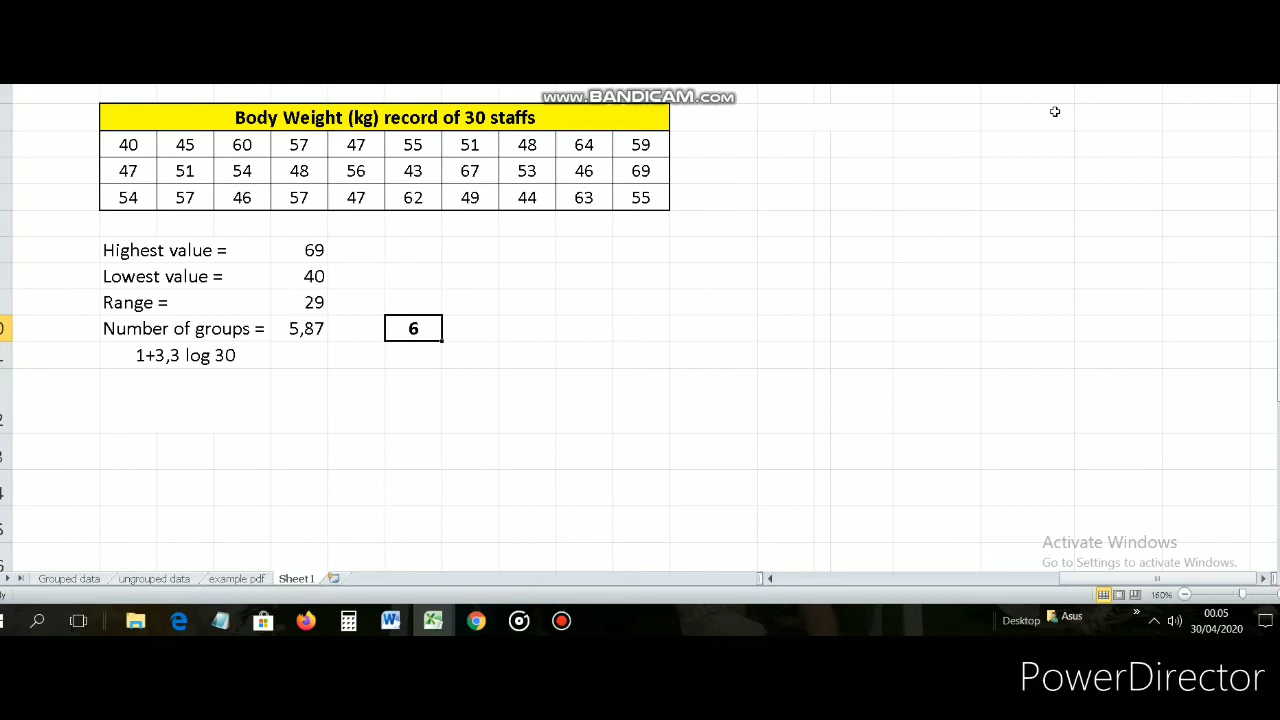 www.BANDICAM.com
Body Weight (kg) record of 30 staffs
40 45 60 57 47 55 51 48 64 59
47 51 54 48 56 43 67 53 46 69
54 57 46 57 47 62 49 44 63 55
Highest value = 69
Lowest value = 40
Range = 29
Number of groups = 5,87 6
1+3,3 log 30
Activate Windows
Go to Settings to activate Windows.
Grouped data ungrouped data example pdf Sheet1
160%
Desktop Asus
00.05
30/04/2020
PowerDirector